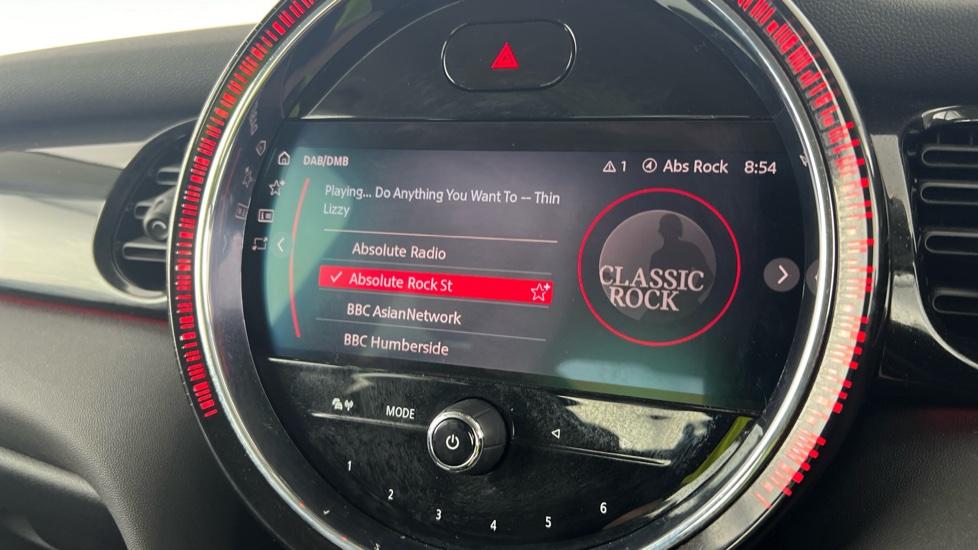 DAB/DMB
1 Abs Rock 8:54
Playing... Do Anything You Want To -- Thin
Lizzy
Absolute Radio
Absolute Rock St
BBC AsianNetwork
BBC Humberside
CLASSIC
ROCK
MODE
1
2
3
4
5
6